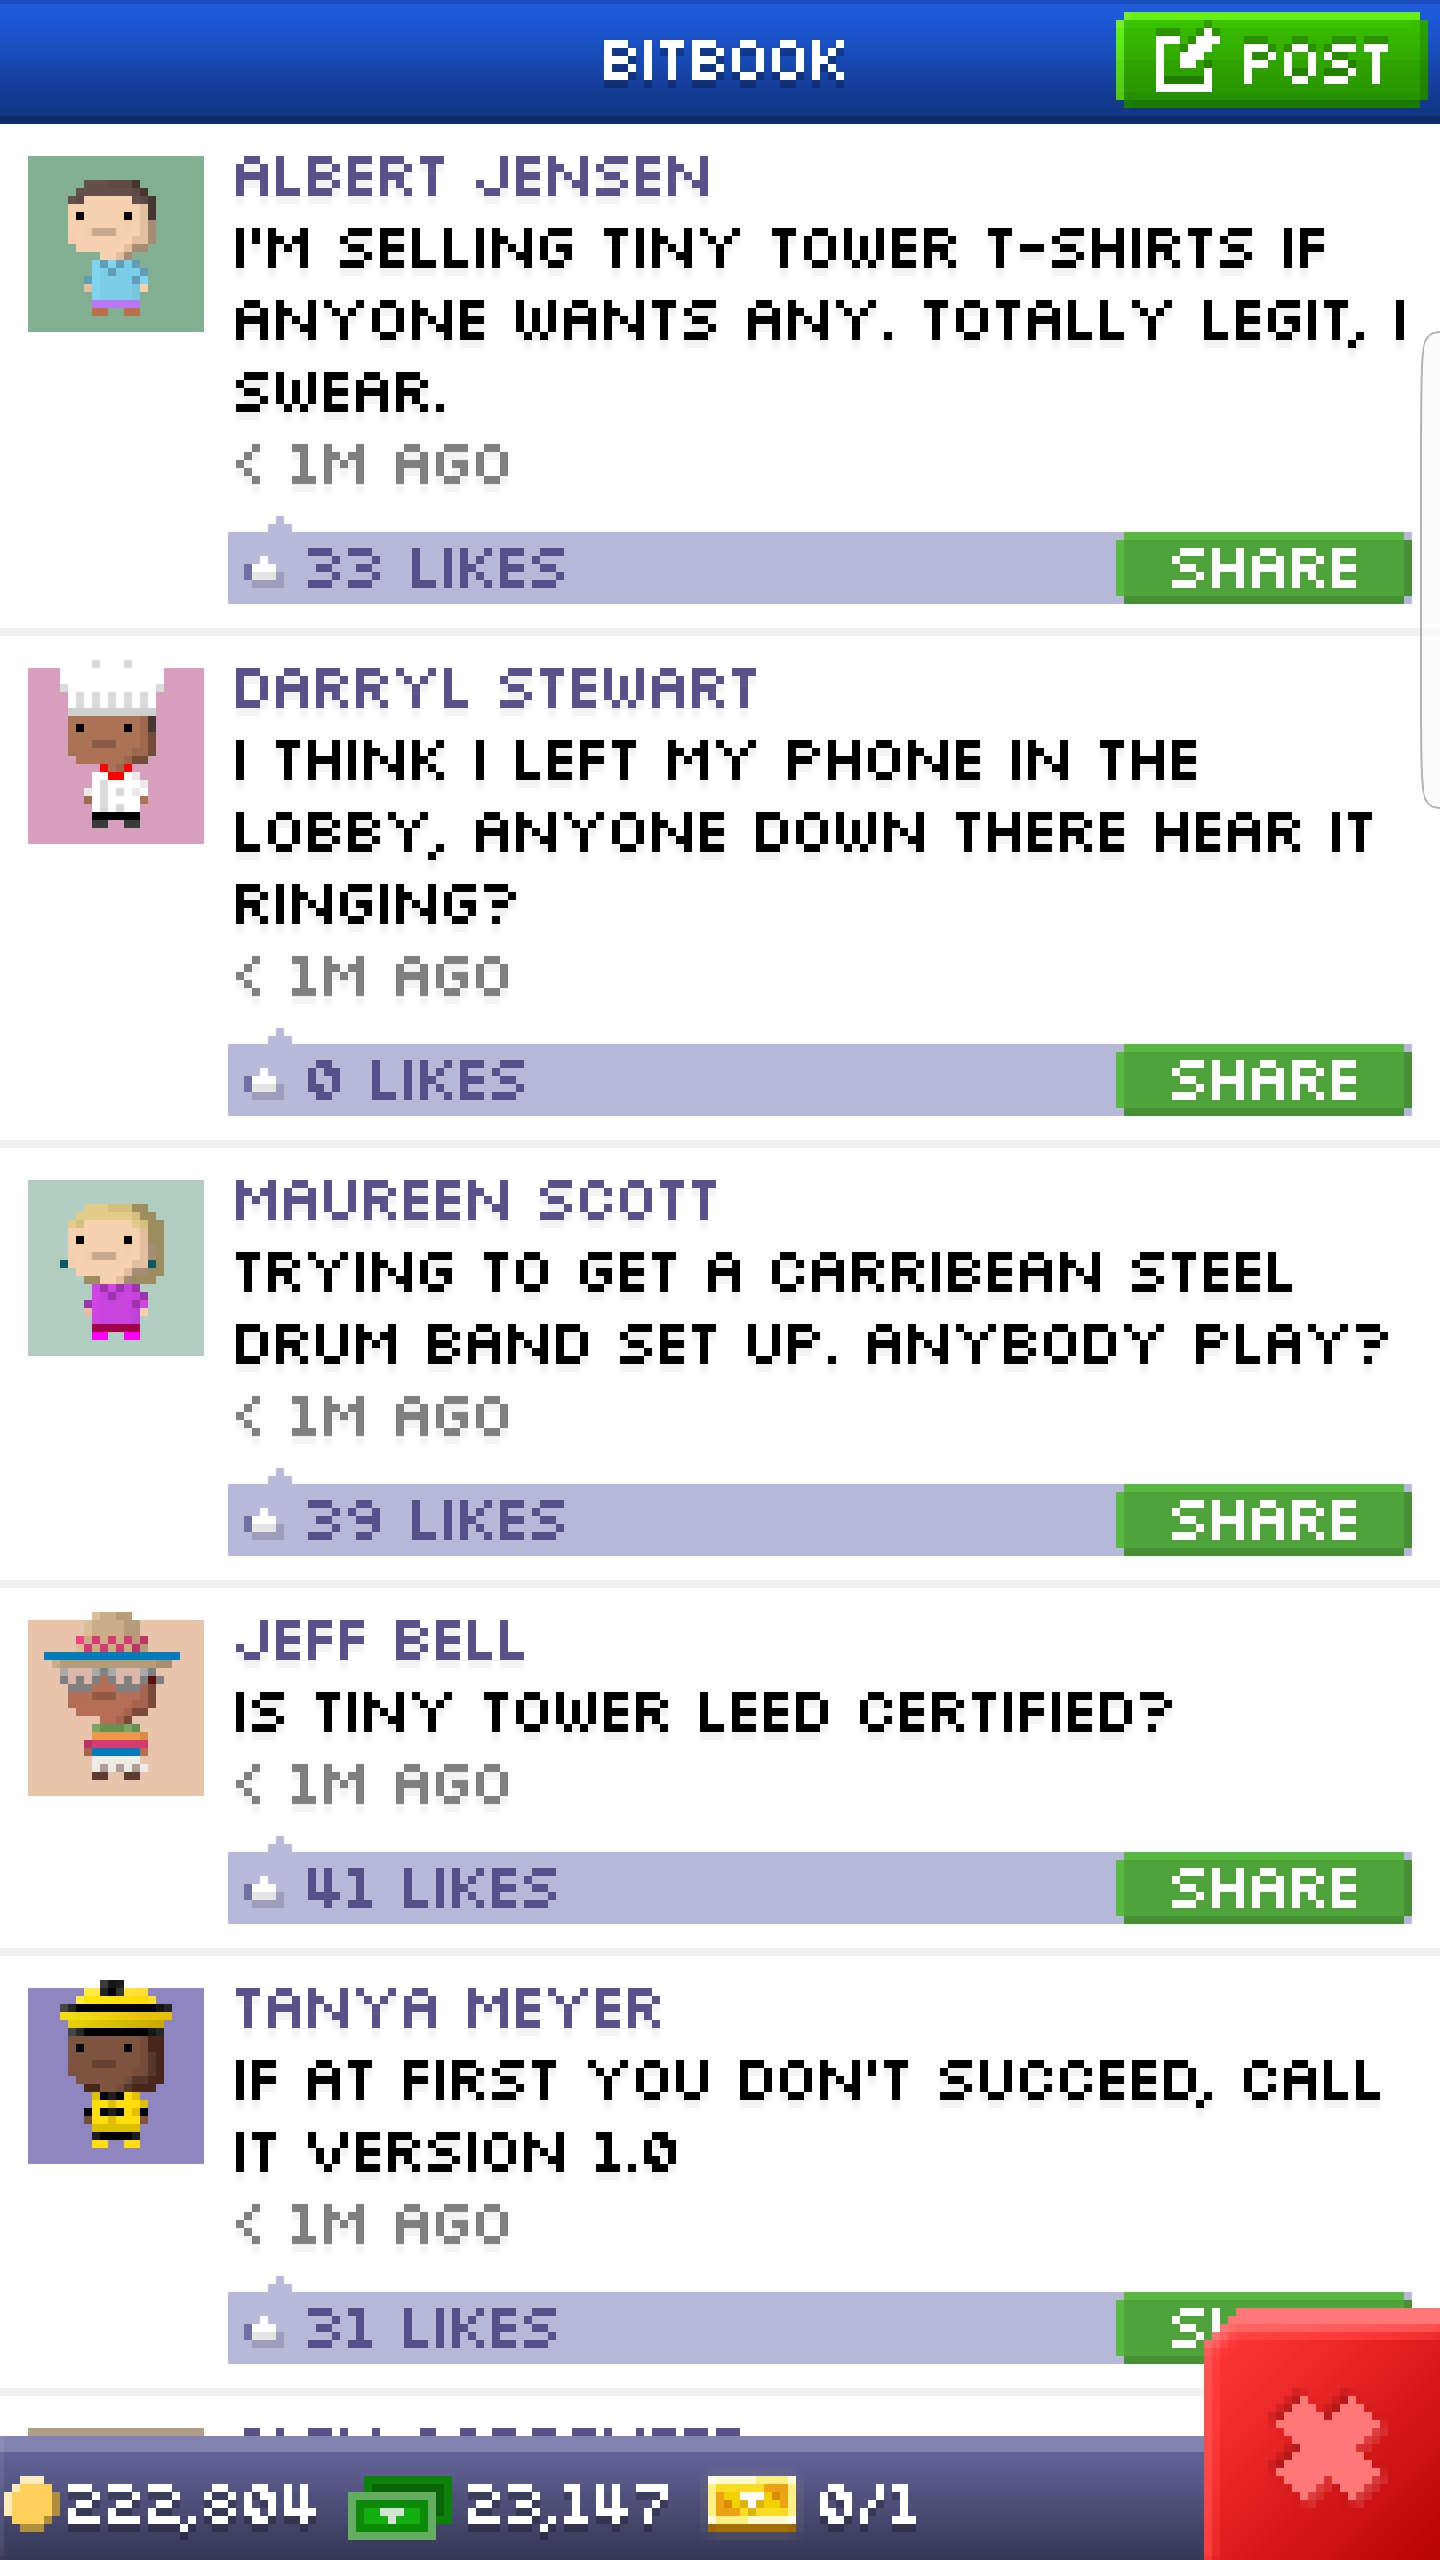 BITBOOK
POST
ALBERT JENSEN
I'M SELLING TINY TOWER T-SHIRTS IF
ANYONE WANTS ANY. TOTALLY LEGIT, I
SWEAR.
< 1M AGO
33 LIKES
SHARE
DARRYL STEWART
I THINK I LEFT MY PHONE IN THE
LOBBY, ANYONE DOWN THERE HEAR IT
RINGING?
< 1M AGO
0 LIKES
SHARE
MAUREEN SCOTT
TRYING TO GET A CARRIBEAN STEEL
DRUM BAND SET UP. ANYBODY PLAY?
< 1M AGO
39 LIKES
SHARE
JEFF BELL
IS TINY TOWER LEED CERTIFIED?
< 1M AGO
41 LIKES
SHARE
TANYA MEYER
IF AT FIRST YOU DON'T SUCCEED, CALL
IT VERSION 1.0
< 1M AGO
31 LIKES
222,804
23,147
0/1